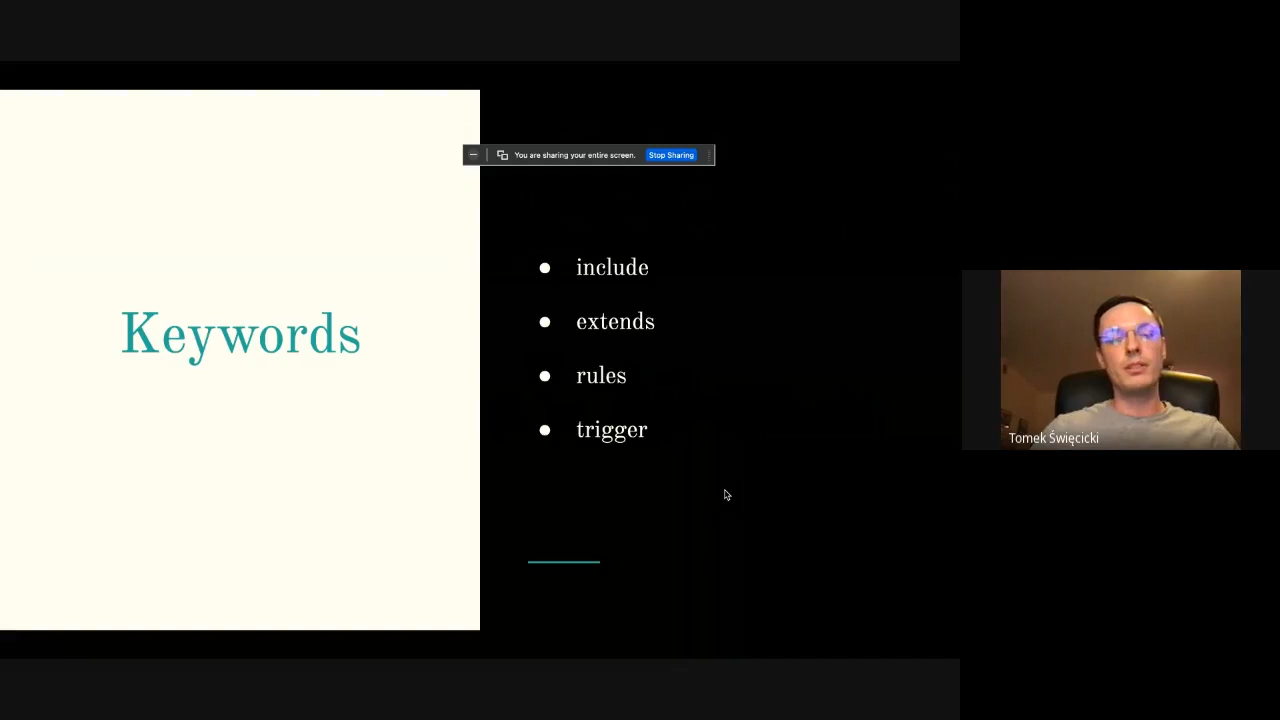 You are sharing your entire screen.
Stop Sharing
Keywords
include
extends
rules
trigger
Tomek Święcicki